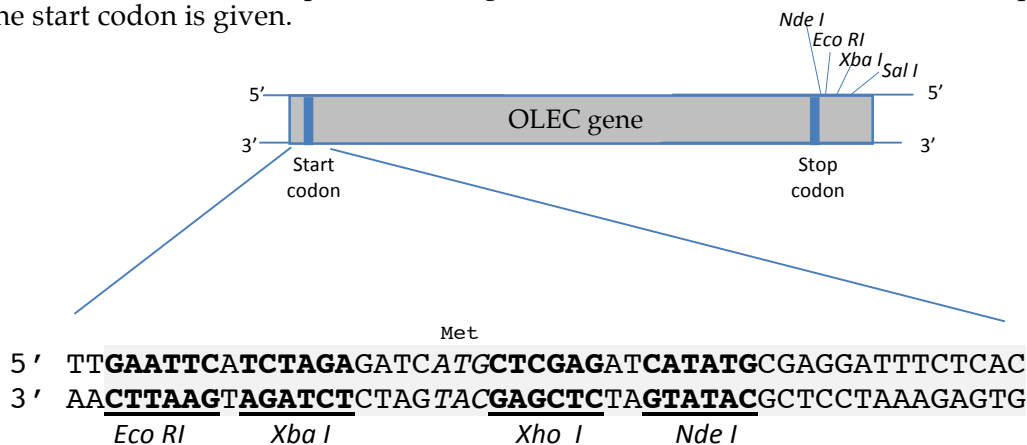 he start codon is given.
Nde I
Eco RI
Xba I
Sal I
5’ 5’
OLEC gene
3’ 3’
Start codon
Stop codon
Met
5’ TTGAATTCATCTAGAGATCATGCTCGAGATCATATGCGAGGATTTCTCAC
3’ AACTTAAGTAGATCTCTAGTACGAGCTCTAGTATACGCTCCTAAAGAGTG
Eco RI Xba I Xho I Nde I